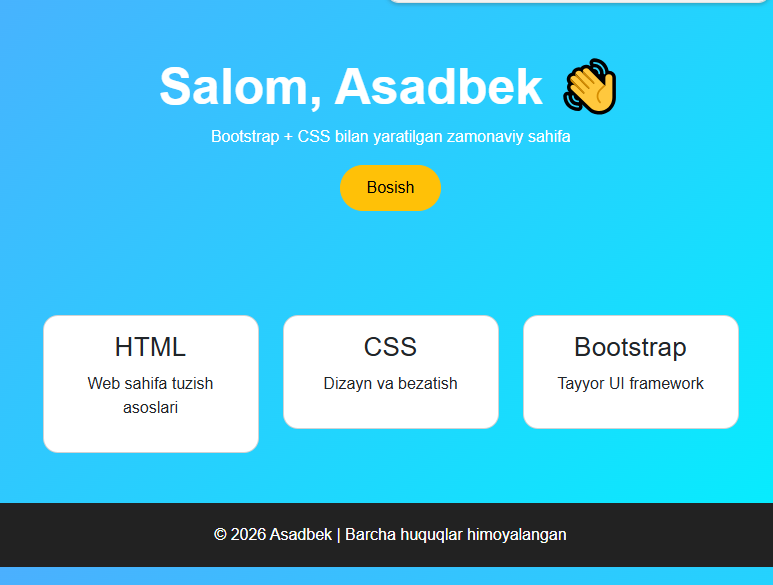 Salom, Asadbek 👋
Bootstrap + CSS bilan yaratilgan zamonaviy sahifa
Bosish
HTML
Web sahifa tuzish
asoslari
CSS
Dizayn va bezatish
Bootstrap
Tayyor UI framework
© 2026 Asadbek | Barcha huquqlar himoyalangan